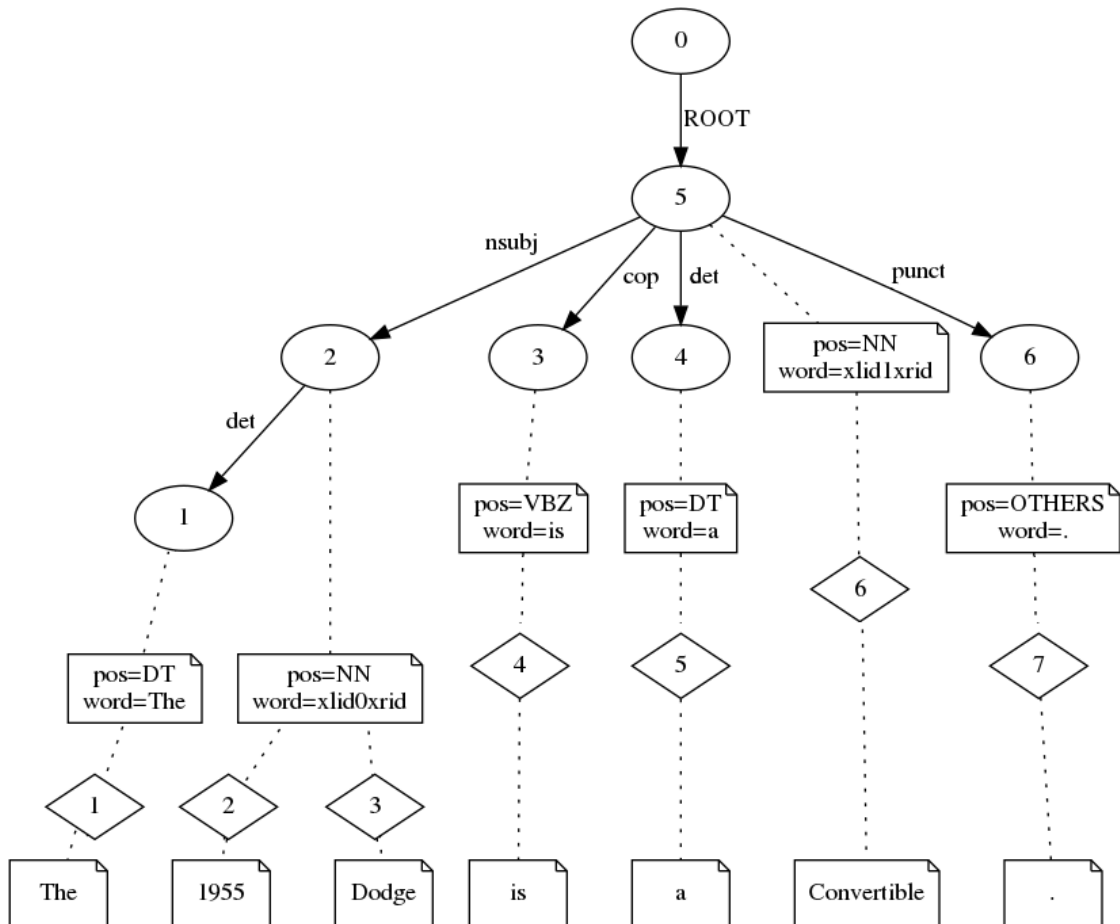 0
ROOT
5
nsubj
cop
det
punct
2
3
4
pos=NN
word=xlid1xrid
6
det
1
pos=VBZ
word=is
pos=DT
word=a
pos=OTHERS
word=.
6
4
5
7
pos=DT
word=The
pos=NN
word=xlid0xrid
1
2
3
The
1955
Dodge
is
a
Convertible
.